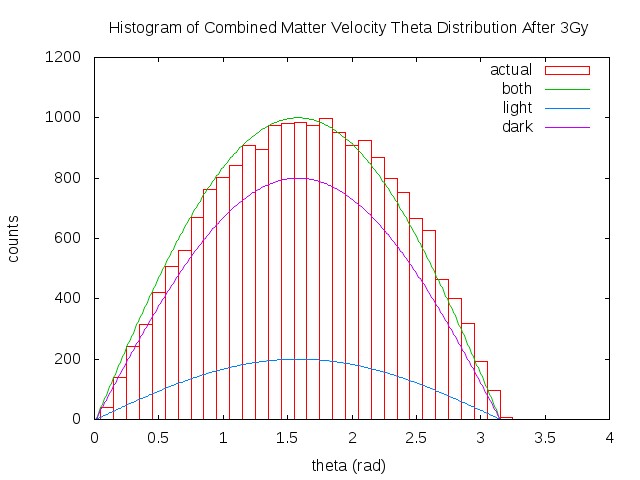 Histogram of Combined Matter Velocity Theta Distribution After 3Gy
1200
1000
800
600
400
200
0
counts
actual
both
light
dark
0 0.5 1 1.5 2 2.5 3 3.5 4
theta (rad)